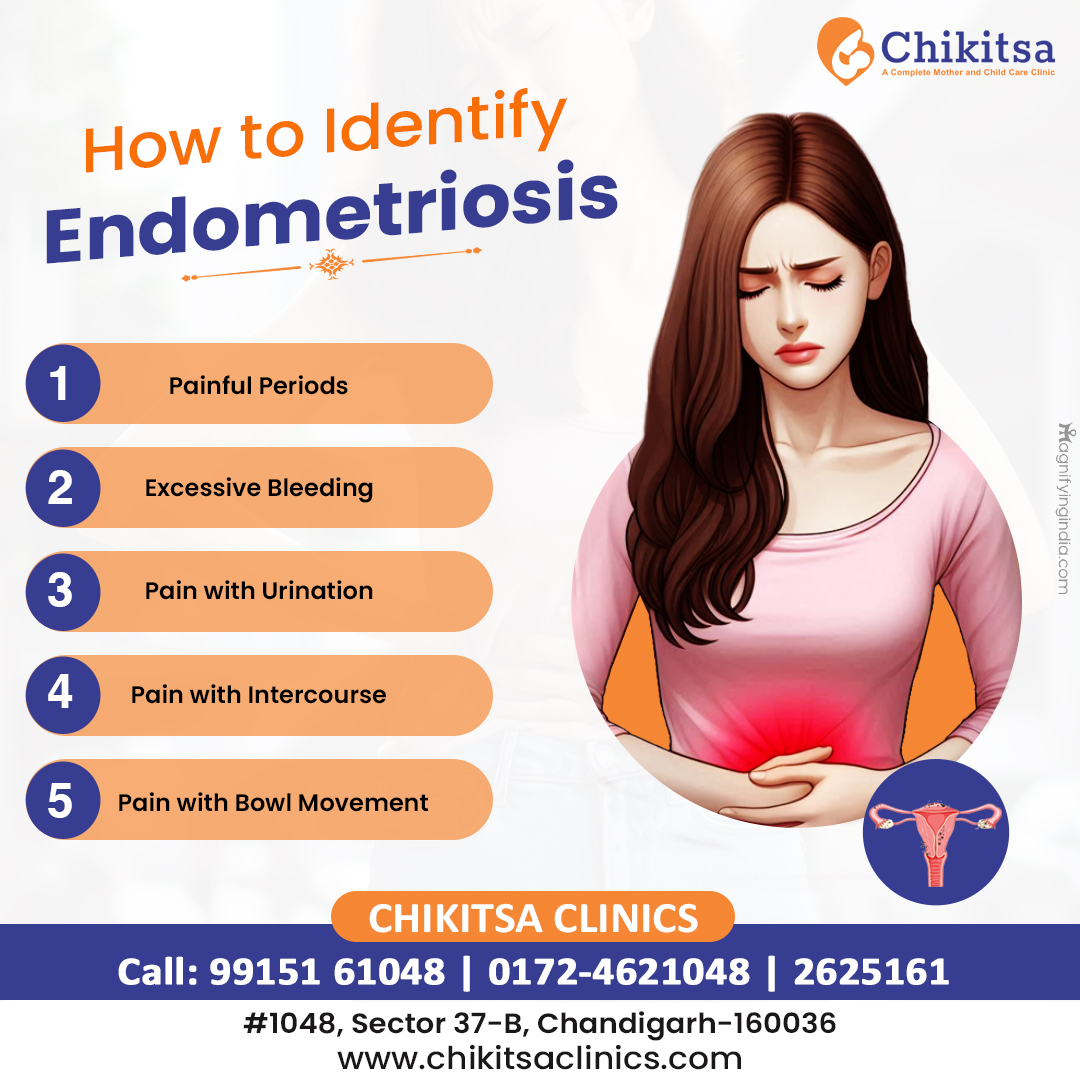 Chikitsa
A Complete Mother and Child Care Clinic
How to Identify
Endometriosis
1 Painful Periods
2 Excessive Bleeding
3 Pain with Urination
4 Pain with Intercourse
5 Pain with Bowl Movement
Magnifyingindia.com
CHIKITSA CLINICS
Call: 99151 61048 | 0172-4621048 | 2625161
#1048, Sector 37-B, Chandigarh-160036
www.chikitsaclinics.com